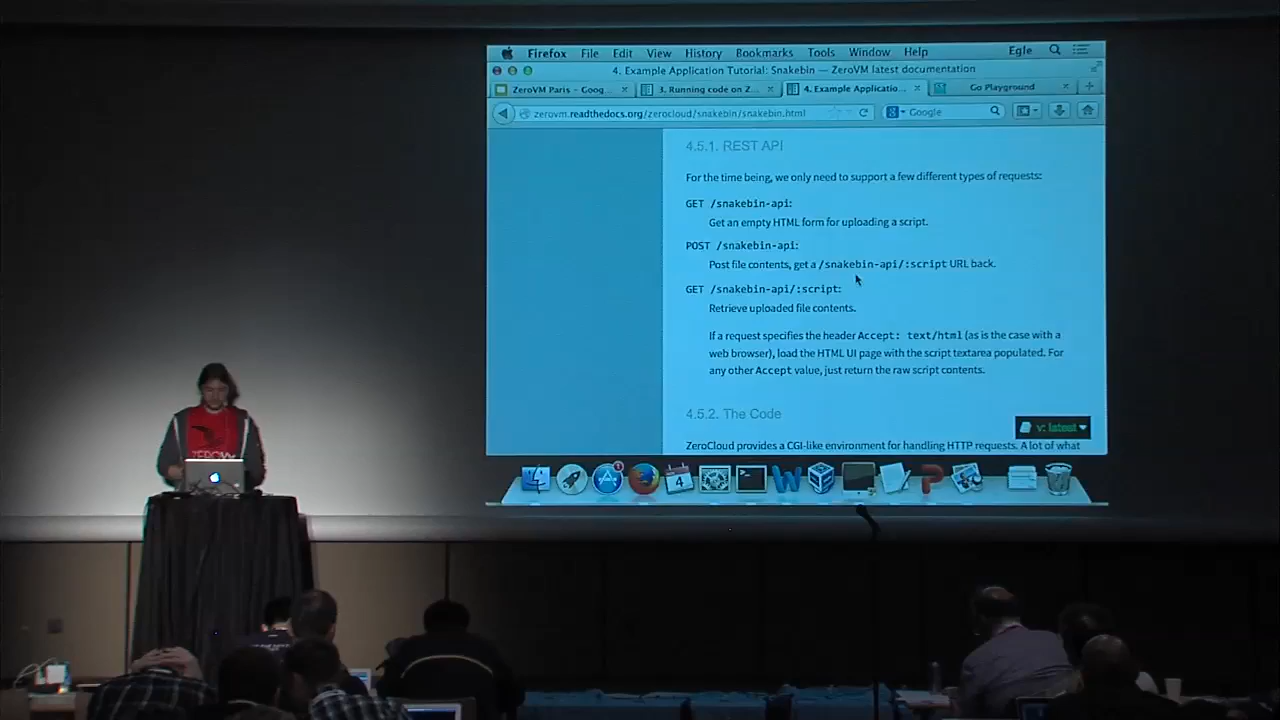 Firefox File Edit View History Bookmarks Tools Window Help Egle
4. Example Application Tutorial: Snakebin — ZeroVM latest documentation
ZeroVM Paris - Goog... 3. Running code on Z... 4. Example Applicatio... Go Playground
zerovm.readthedocs.org/zerocloud/snakebin/snakebin.html Google
4.5.1. REST API
For the time being, we only need to support a few different types of requests:
GET /snakebin-api:
Get an empty HTML form for uploading a script.
POST /snakebin-api:
Post file contents, get a /snakebin-api/:script URL back.
GET /snakebin-api/:script:
Retrieve uploaded file contents.
If a request specifies the header Accept: text/html (as is the case with a
web browser), load the HTML UI page with the script textarea populated. For
any other Accept value, just return the raw script contents.
4.5.2. The Code
v: latest
ZeroCloud provides a CGI-like environment for handling HTTP requests. A lot of what
4
ZEROVM